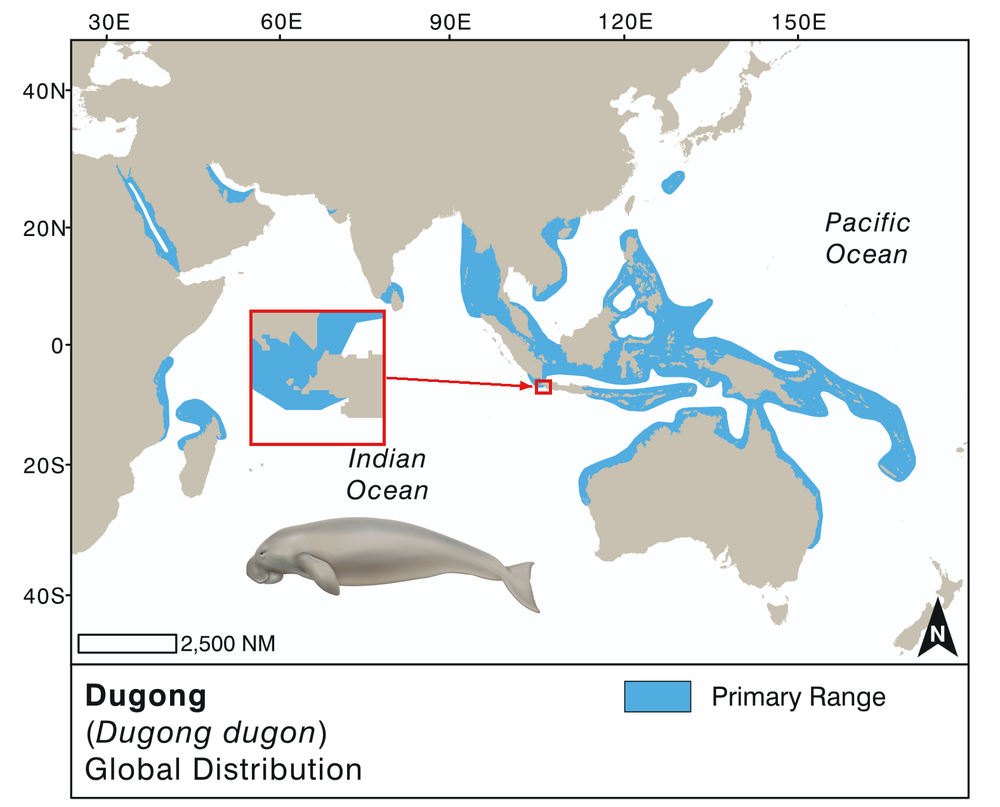 30E 60E 90E 120E 150E
40N
20N
0
20S
40S
Pacific
Ocean
Indian
Ocean
2,500 NM
N
Dugong
(Dugong dugon)
Global Distribution
Primary Range